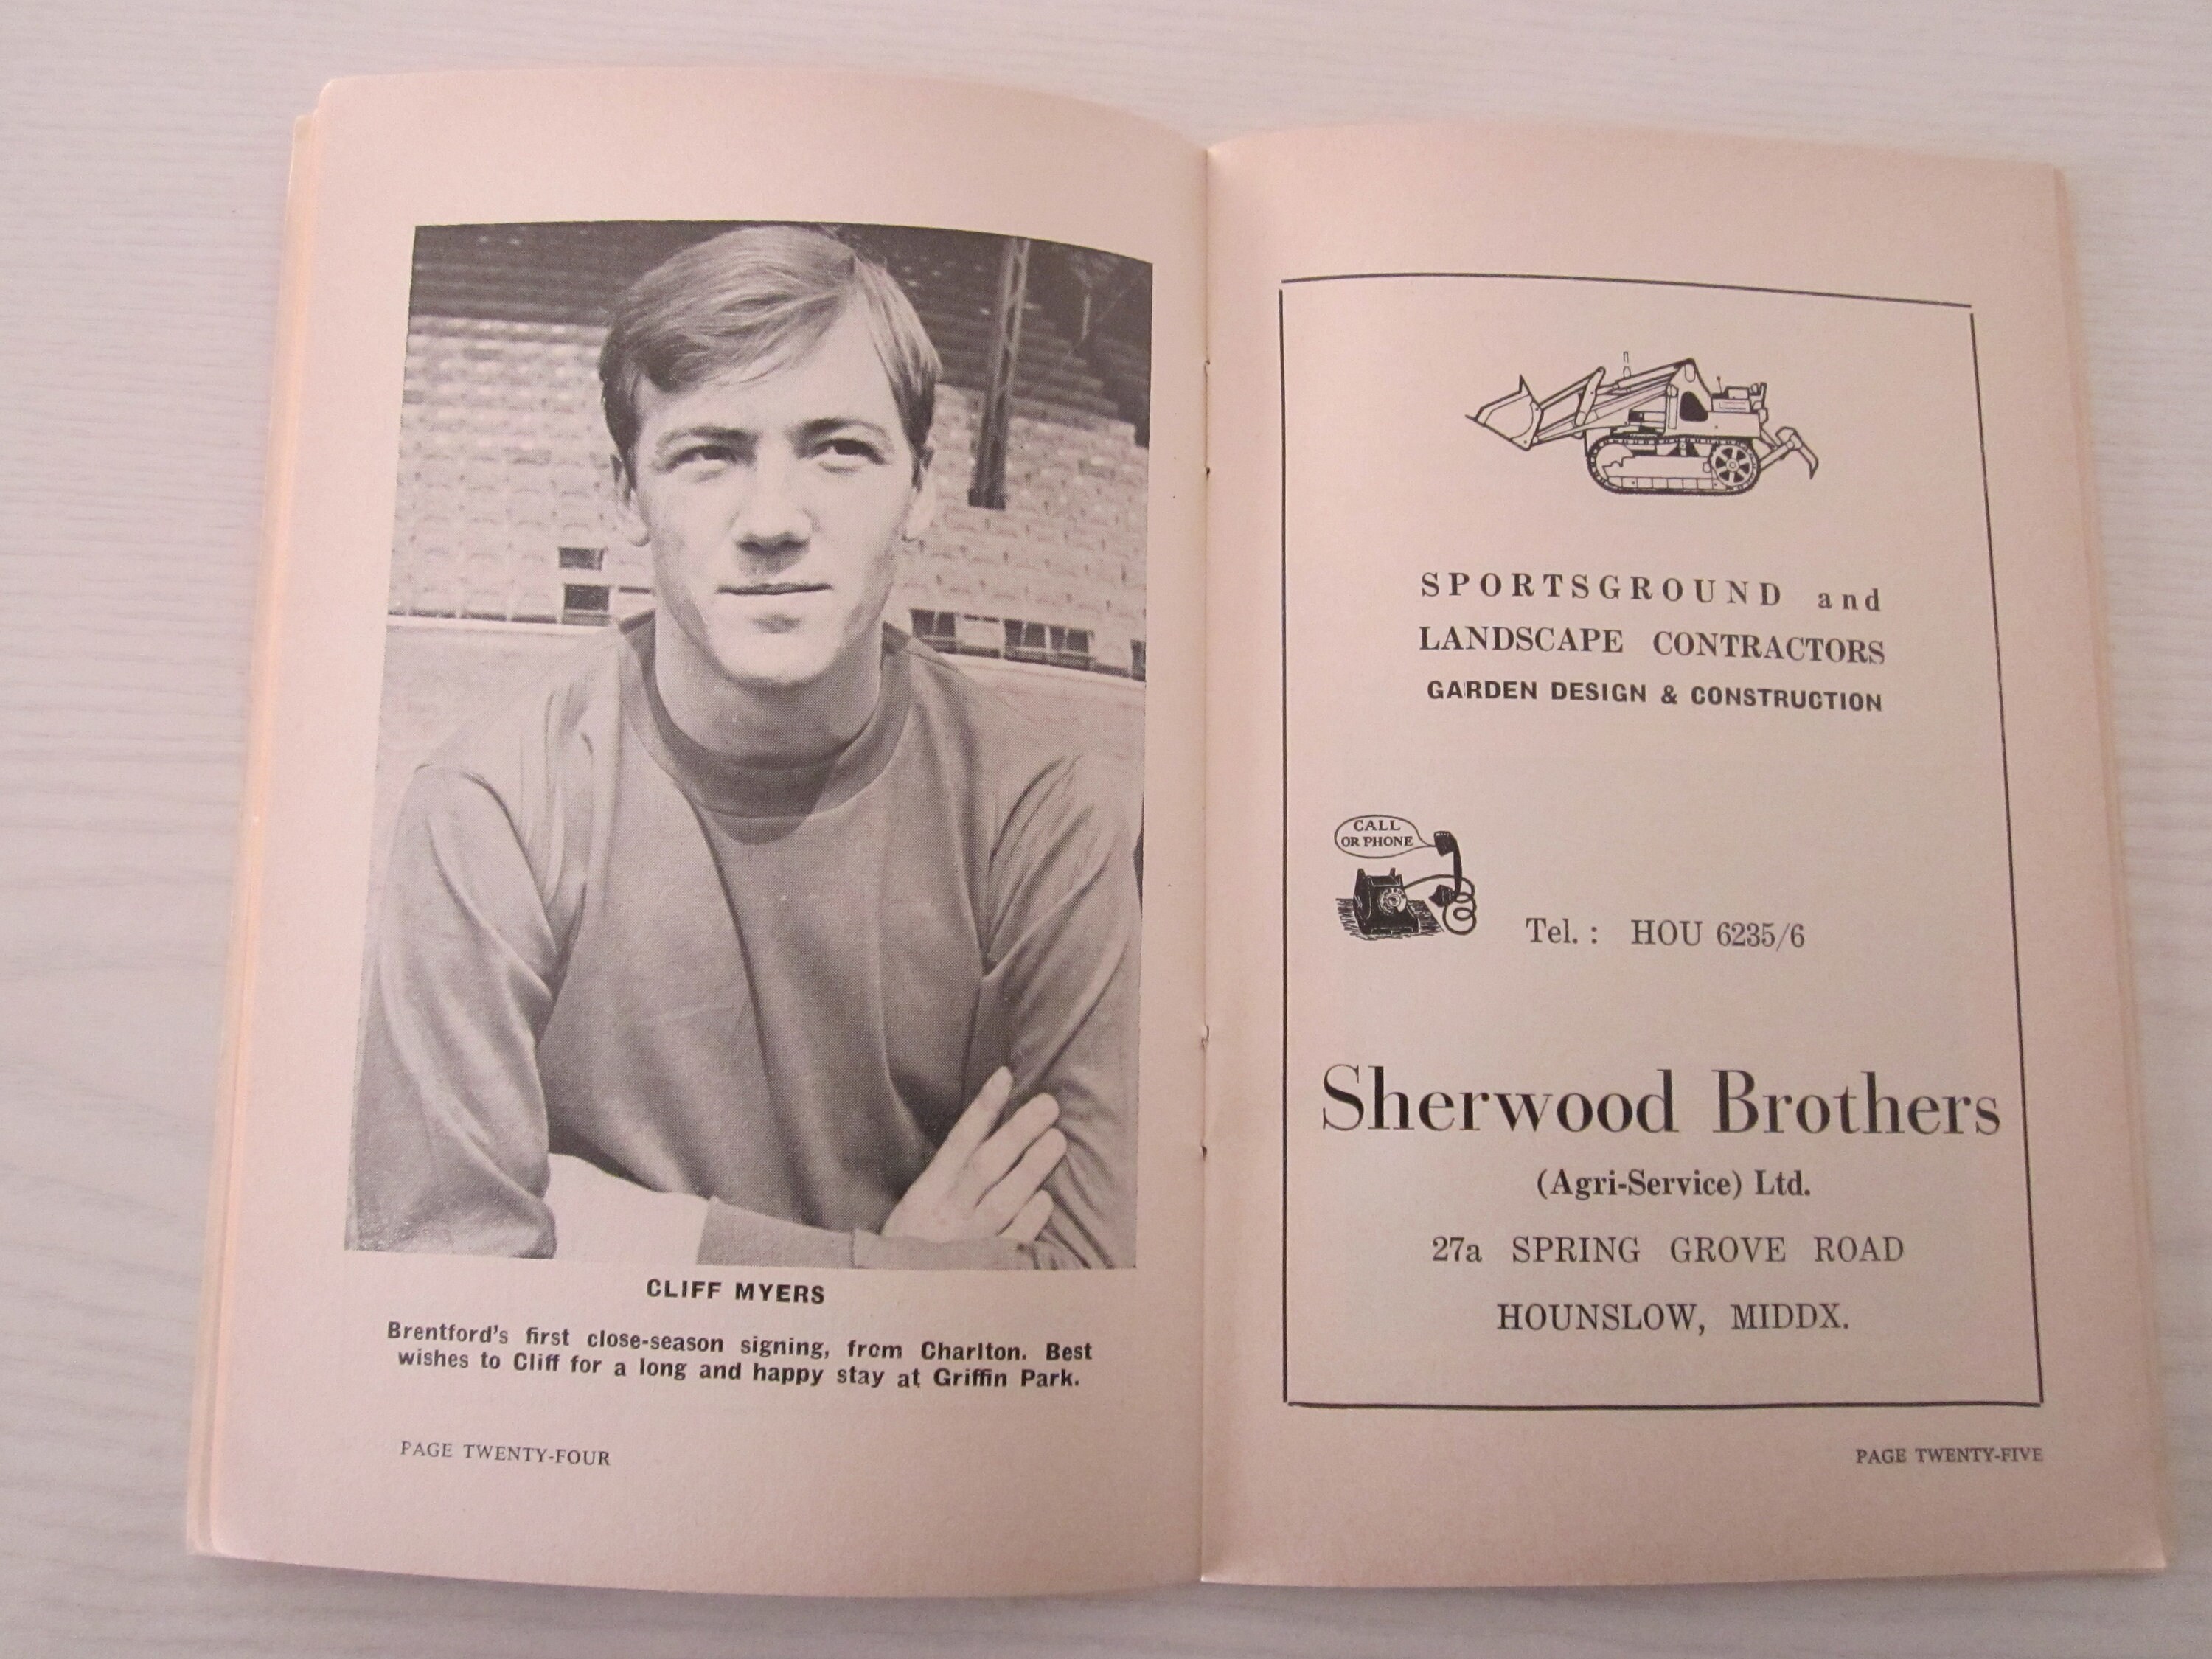 CLIFF MYERS
Brentford's first close-season signing, from Charlton. Best
wishes to Cliff for a long and happy stay at Griffin Park.
PAGE TWENTY-FOUR
SPORTSGROUND and
LANDSCAPE CONTRACTORS
GARDEN DESIGN & CONSTRUCTION
CALL
OR PHONE
Tel. : HOU 6235/6
Sherwood Brothers
(Agri-Service) Ltd.
27a SPRING GROVE ROAD
HOUNSLOW, MIDDX.
PAGE TWENTY-FIVE